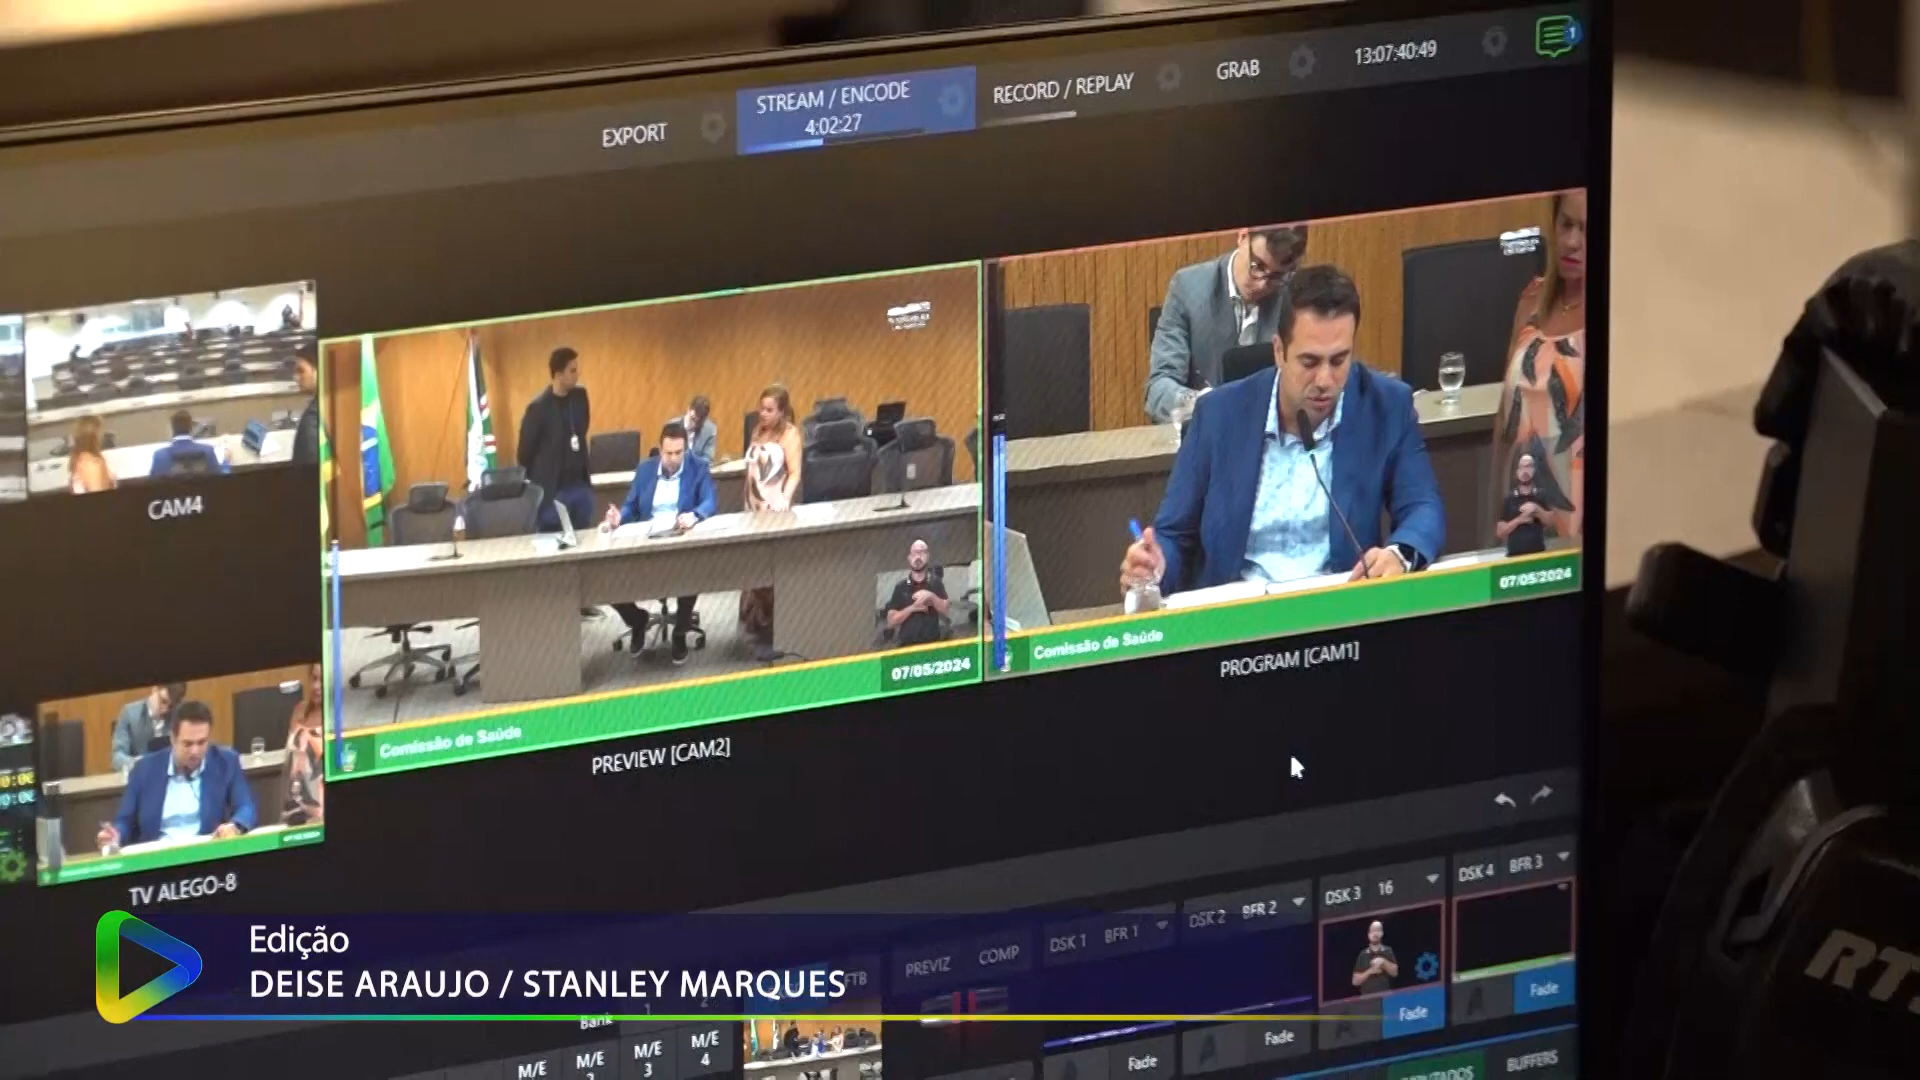 EXPORT
STREAM / ENCODE
4:02:27
RECORD / REPLAY
GRAB
13:07:40:49
1
CAM4
Comissão de Saúde
07/05/2024
PREVIEW [CAM2]
Comissão de Saúde
07/05/2024
PROGRAM [CAM1]
TV ALEGO-8
Edição
DEISE ARAUJO / STANLEY MARQUES
FTB
PREVIZ
COMP
DSK 1 BFR 1
DSK 2 BFR 2
DSK 3 16
DSK 4 BFR 3
Fade
Fade
Fade
Fade
Bank
M/E
M/E
M/E
3
M/E
4
BUFFERS